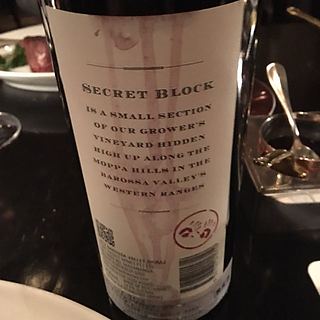 SECRET BLOCK
IS A SMALL SECTION
OF OUR GROWER'S
VINEYARD HIDDEN
HIGH UP ALONG THE
MOPPA HILLS IN THE
BAROSSA VALLEY'S
WESTERN RANGES